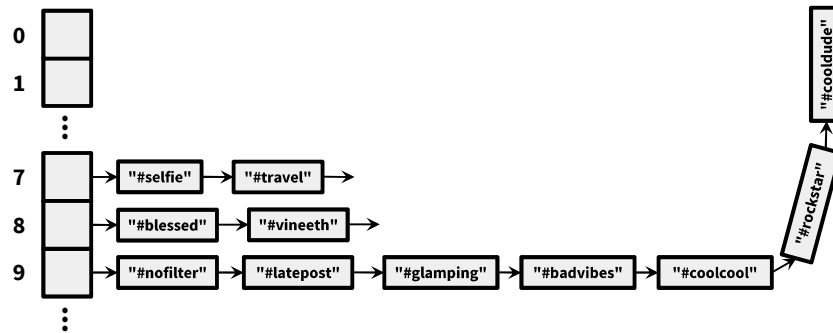 0
1
7 "#selfie" "#travel"
8 "#blessed" "#vineeth"
9 "#nofilter" "#latepost" "#glamping" "#badvibes" "#coolcool" "#rockstar" "#cooldude"